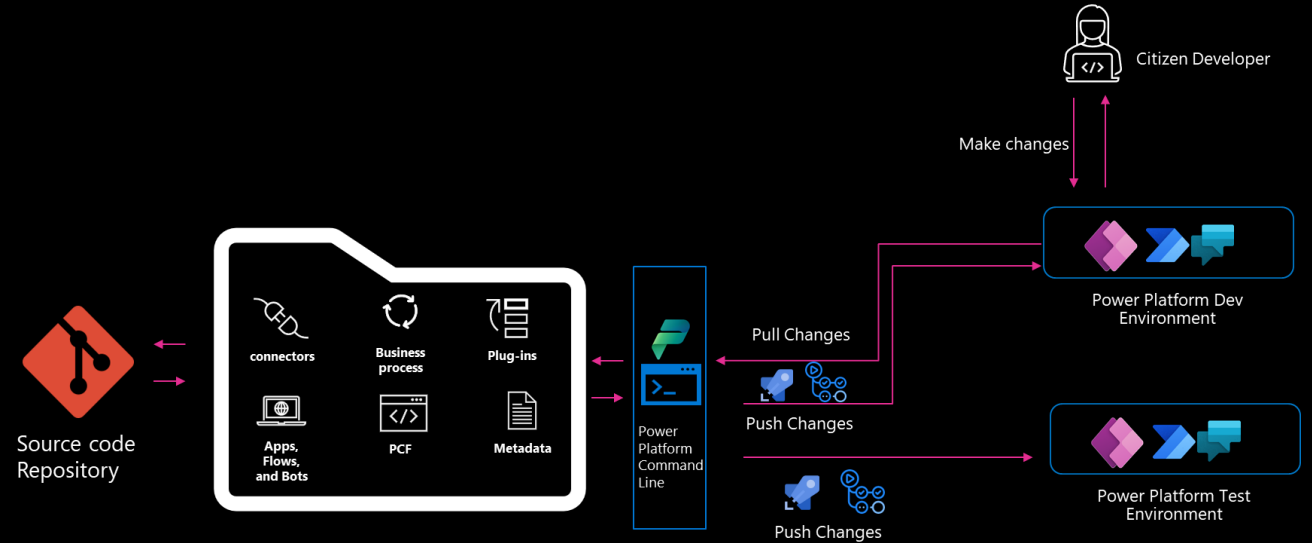 Citizen Developer
Make changes
Power Platform Dev
Environment
Pull Changes
Push Changes
Power
Platform
Command
Line
Push Changes
Power Platform Test
Environment
connectors
Business
process
Plug-ins
Apps,
Flows,
and Bots
PCF
Metadata
Source code
Repository